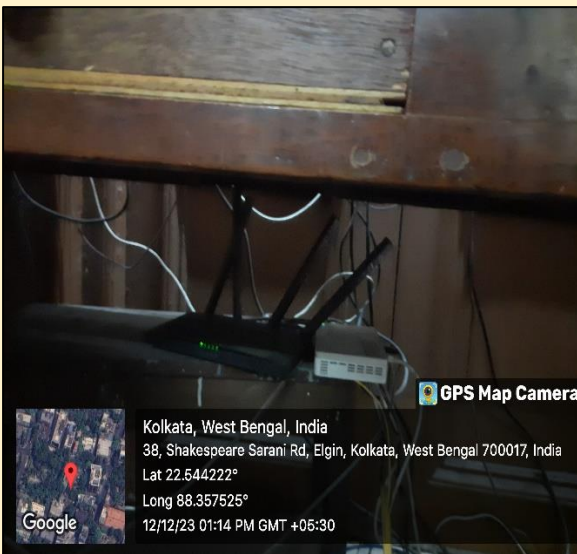 GPS Map Camera
Kolkata, West Bengal, India
38, Shakespeare Sarani Rd, Elgin, Kolkata, West Bengal 700017, India
Lat 22.544222°
Long 88.357525°
12/12/23 01:14 PM GMT +05:30
Google